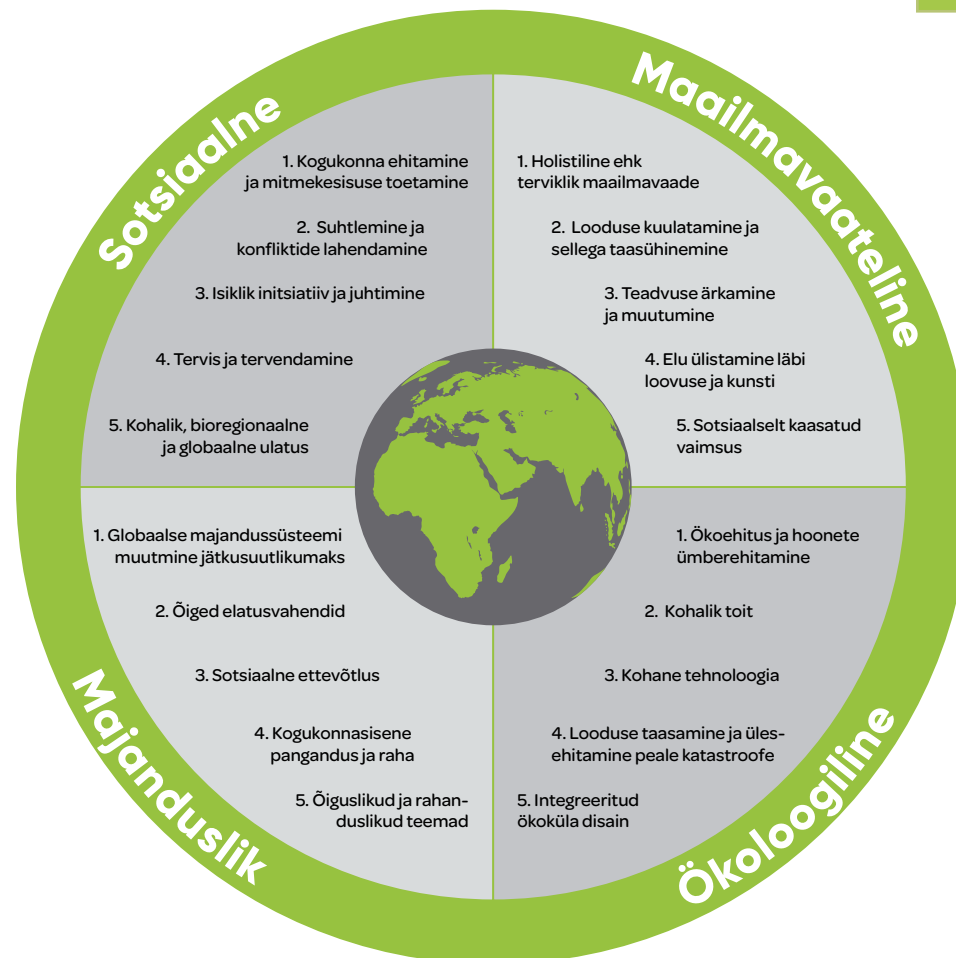 Sotsiaalne
1. Kogukonna ehitamine
ja mitmekesisuse toetamine
2. Suhtlemine ja
konfliktide lahendamine
3. Isiklik initsiatiiv ja juhtimine
4. Tervis ja tervendamine
5. Kohalik, bioregionaalne
ja globaalne ulatus
Maailmavaateline
1. Holistiline ehk
terviklik maailmavaade
2. Looduse kuulatamine ja
sellega taasühinemine
3. Teadvuse ärkamine
ja muutumine
4. Elu ülistamine läbi
loovuse ja kunsti
5. Sotsiaalselt kaasatud
vaimsus
Majanduslik
1. Globaalse majandussüsteemi
muutmine jätkusuutlikumaks
2. Õiged elatusvahendid
3. Sotsiaalne ettevõtlus
4. Kogukonnasisene
pangandus ja raha
5. Õiguslikud ja rahan-
duslikud teemad
Ökoloogiline
1. Ökoehitus ja hoonete
ümberehitamine
2. Kohalik toit
3. Kohane tehnoloogia
4. Looduse taasamine ja üles-
ehitamine peale katastroofe
5. Integreeritud
ökoküla disain